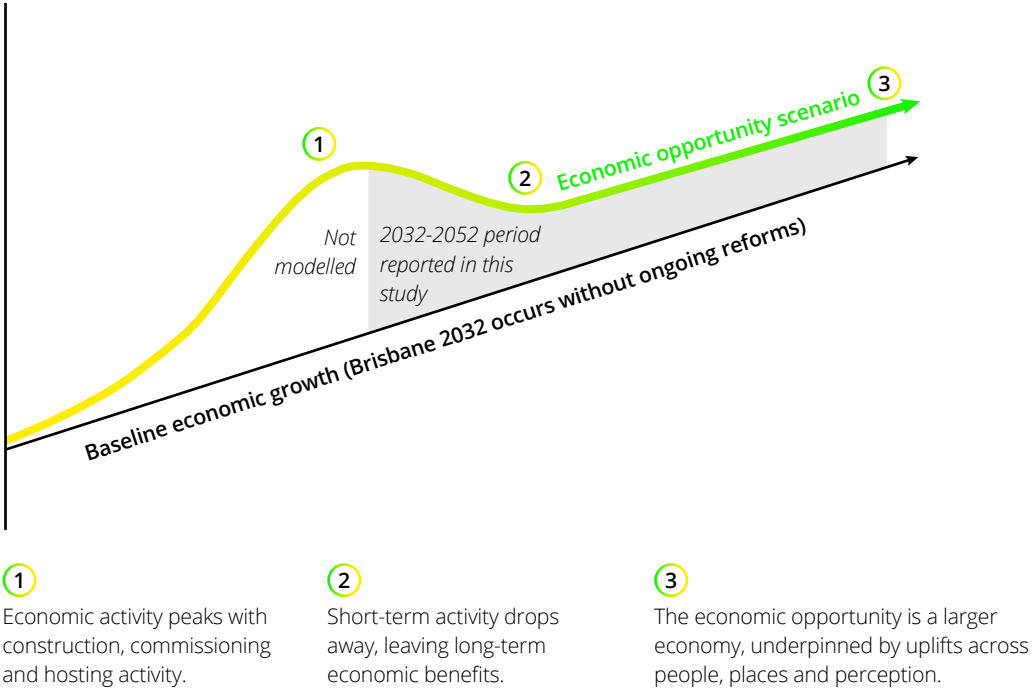 3
Economic opportunity scenario
1
2
Not
modelled
2032-2052 period
reported in this
study
Baseline economic growth (Brisbane 2032 occurs without ongoing reforms)
1
Economic activity peaks with
construction, commissioning
and hosting activity.
2
Short-term activity drops
away, leaving long-term
economic benefits.
3
The economic opportunity is a larger
economy, underpinned by uplifts across
people, places and perception.